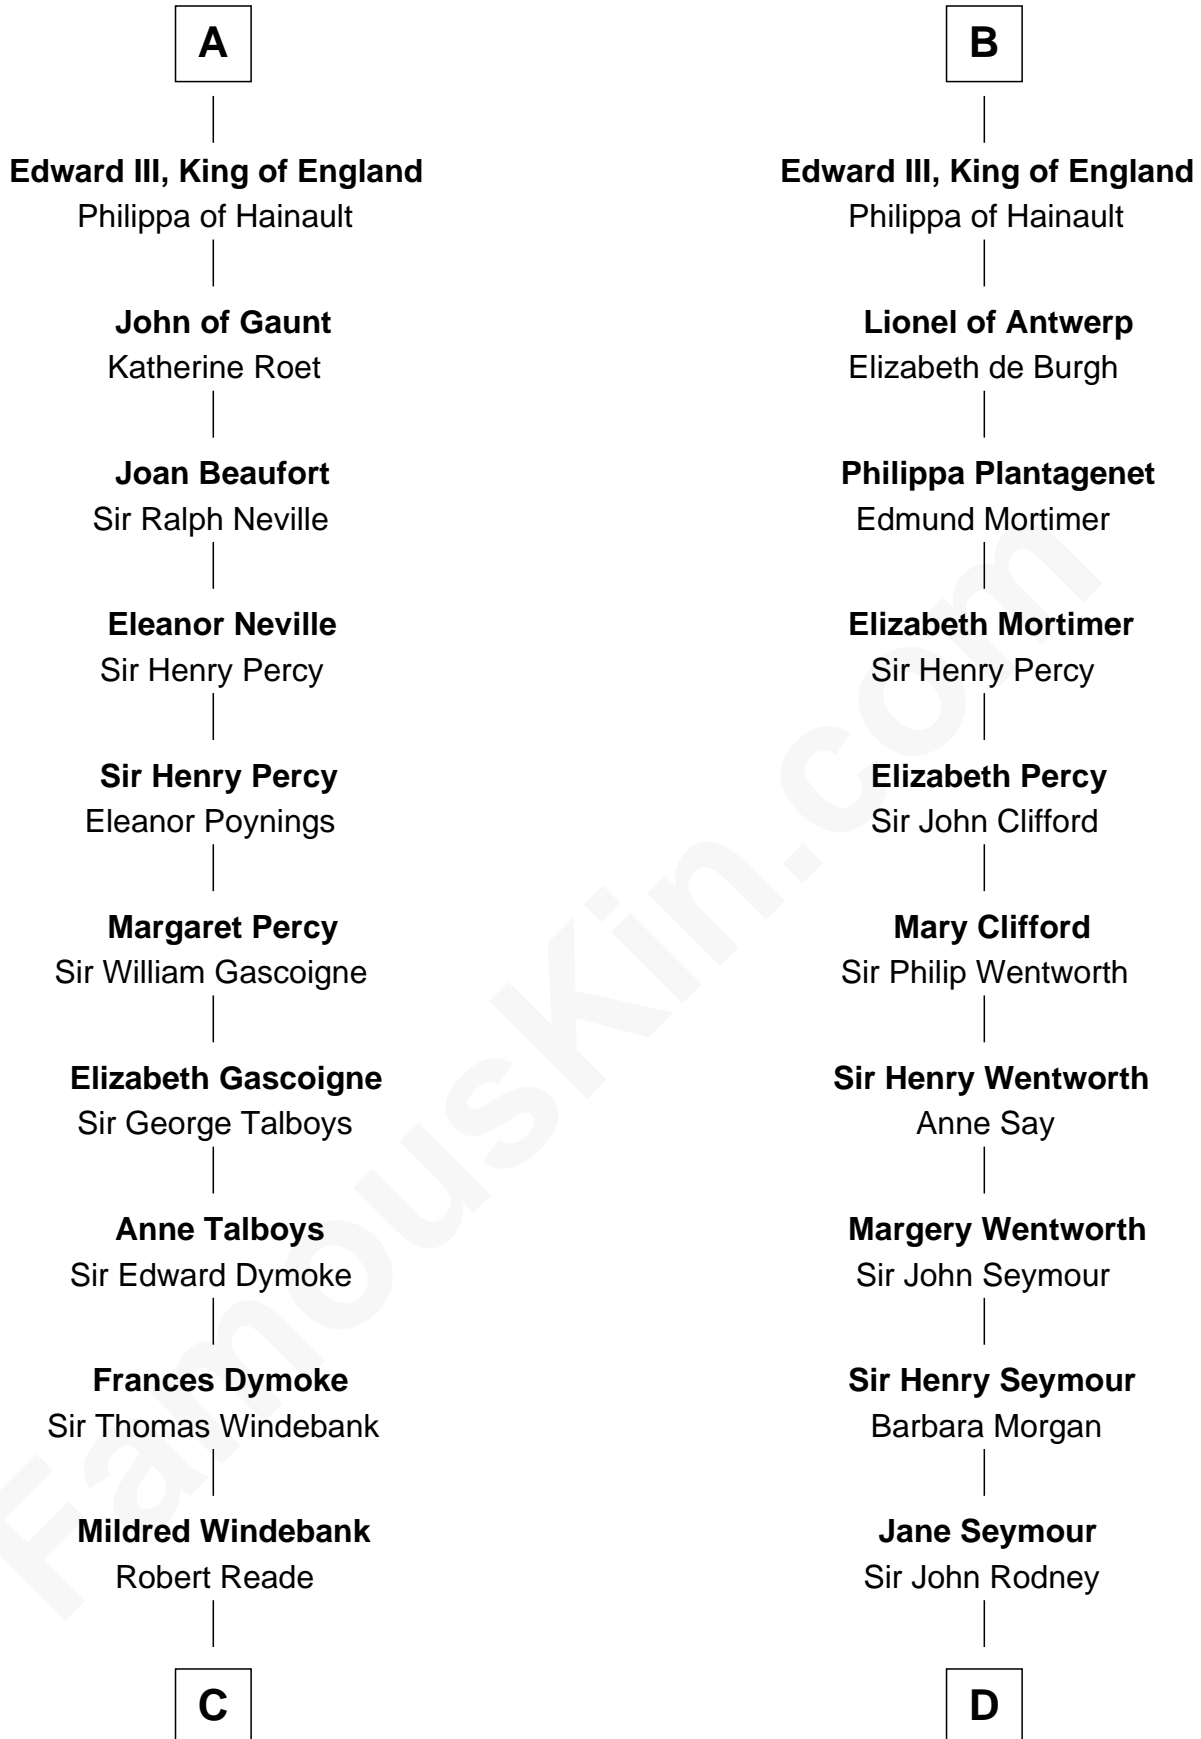 A
Edward III, King of England
Philippa of Hainault
John of Gaunt
Katherine Roet
Joan Beaufort
Sir Ralph Neville
Eleanor Neville
Sir Henry Percy
Sir Henry Percy
Eleanor Poynings
Margaret Percy
Sir William Gascoigne
Elizabeth Gascoigne
Sir George Talboys
Anne Talboys
Sir Edward Dymoke
Frances Dymoke
Sir Thomas Windebank
Mildred Windebank
Robert Reade
C
B
Edward III, King of England
Philippa of Hainault
Lionel of Antwerp
Elizabeth de Burgh
Philippa Plantagenet
Edmund Mortimer
Elizabeth Mortimer
Sir Henry Percy
Elizabeth Percy
Sir John Clifford
Mary Clifford
Sir Philip Wentworth
Sir Henry Wentworth
Anne Say
Margery Wentworth
Sir John Seymour
Sir Henry Seymour
Barbara Morgan
Jane Seymour
Sir John Rodney
D
FamousKin.com